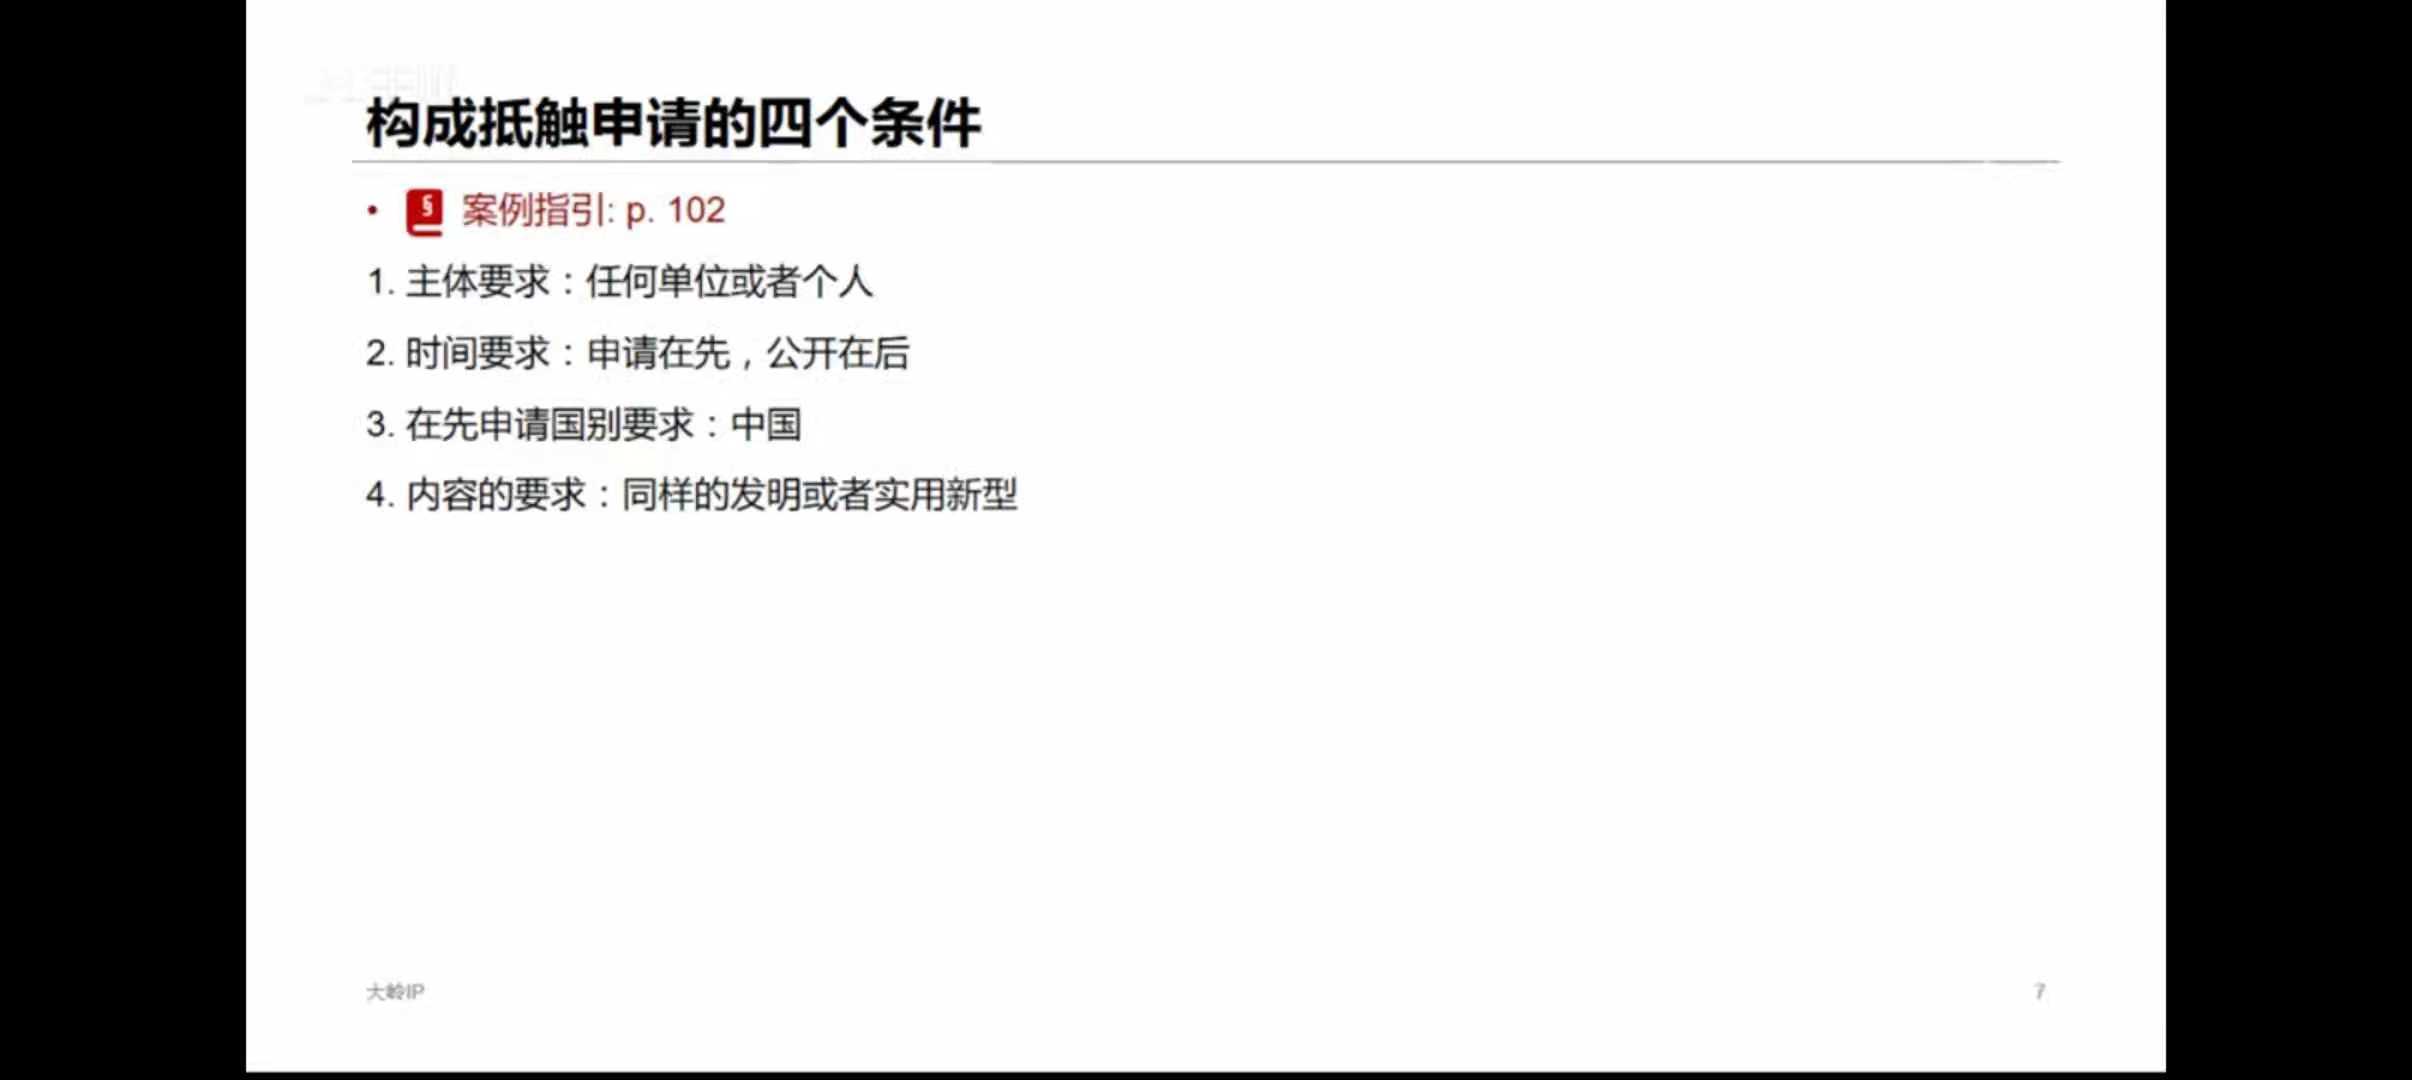 构成抵触申请的四个条件
• § 案例指引: p. 102
1. 主体要求：任何单位或者个人
2. 时间要求：申请在先，公开在后
3. 在先申请国别要求：中国
4. 内容的要求：同样的发明或者实用新型
大岭IP
7